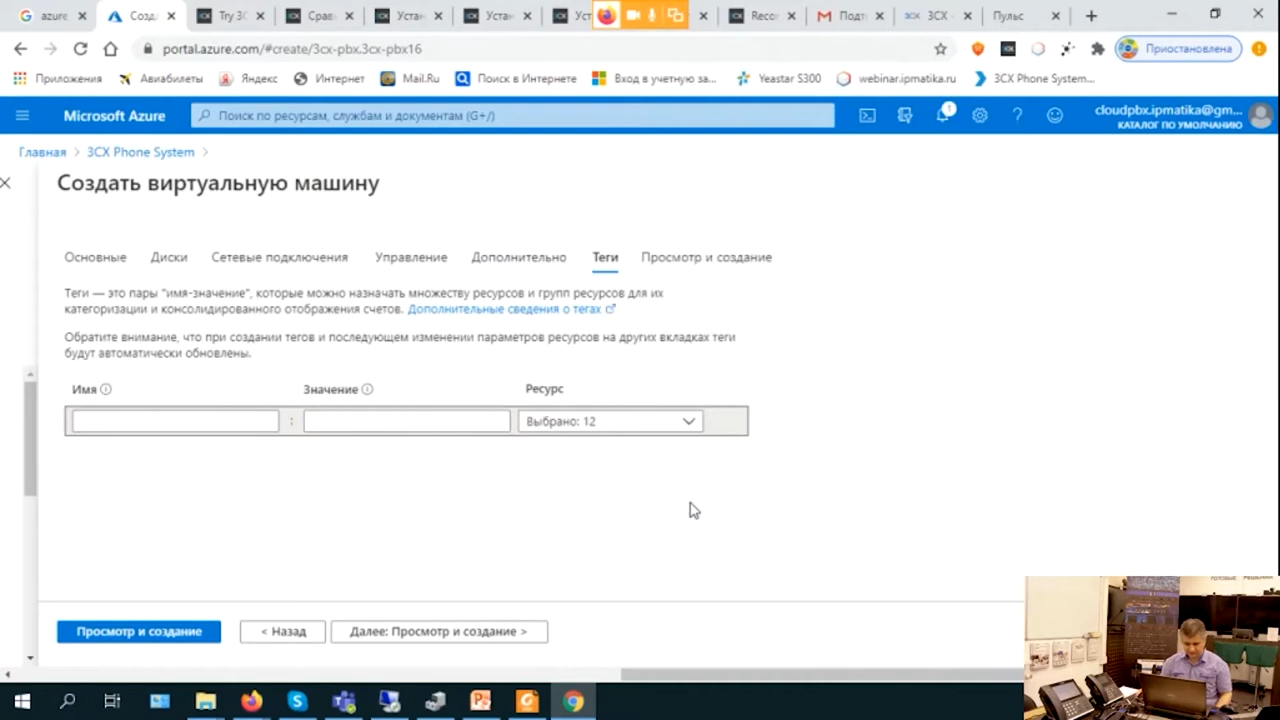 azure
Созд
Try 3C
Срав
Устан
Устан
Уст
Recor
Подт
3CX -
Пульс
portal.azure.com/#create/3cx-pbx.3cx-pbx16
Приостановлена
Приложения
Авиабилеты
Яндекс
Интернет
Mail.Ru
Поиск в Интернете
Вход в учетную за...
Yeastar S300
webinar.ipmatika.ru
3CX Phone System...
Microsoft Azure
Поиск по ресурсам, службам и документам (G+/)
1
cloudpbx.ipmatika@gm...
КАТАЛОГ ПО УМОЛЧАНИЮ
Главная > 3CX Phone System >
Создать виртуальную машину
Основные Диски Сетевые подключения Управление Дополнительно Теги Просмотр и создание
Теги — это пары "имя-значение", которые можно назначать множеству ресурсов и групп ресурсов для их
категоризации и консолидированного отображения счетов. Дополнительные сведения о тегах
Обратите внимание, что при создании тегов и последующем изменении параметров ресурсов на других вкладках теги
будут автоматически обновлены.
Имя Значение Ресурс
: Выбрано: 12
Просмотр и создание < Назад Далее: Просмотр и создание >
ГОТОВЫЕ РЕШЕНИЯ